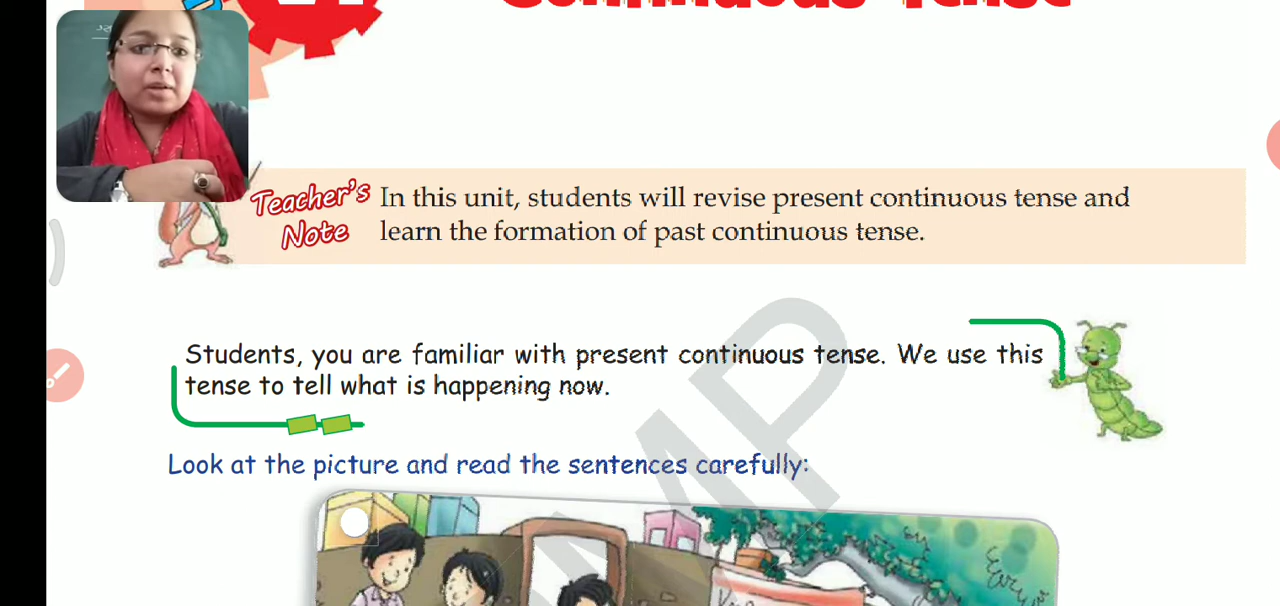 Continuous Tense
Teacher's
Note
In this unit, students will revise present continuous tense and
learn the formation of past continuous tense.
Students, you are familiar with present continuous tense. We use this
tense to tell what is happening now.
Look at the picture and read the sentences carefully:
MP